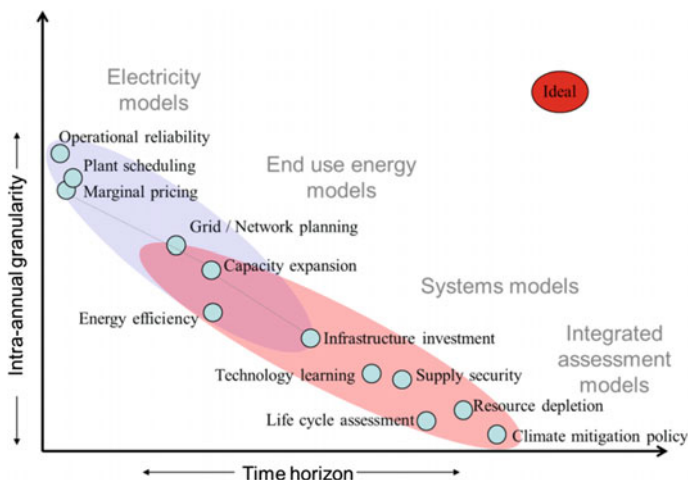 Electricity
models
Ideal
Operational reliability
Plant scheduling
Marginal pricing
End use energy
models
Grid / Network planning
Capacity expansion
Energy efficiency
Systems models
Infrastructure investment
Integrated
assessment
models
Technology learning
Supply security
Resource depletion
Life cycle assessment
Climate mitigation policy
Intra-annual granularity
Time horizon